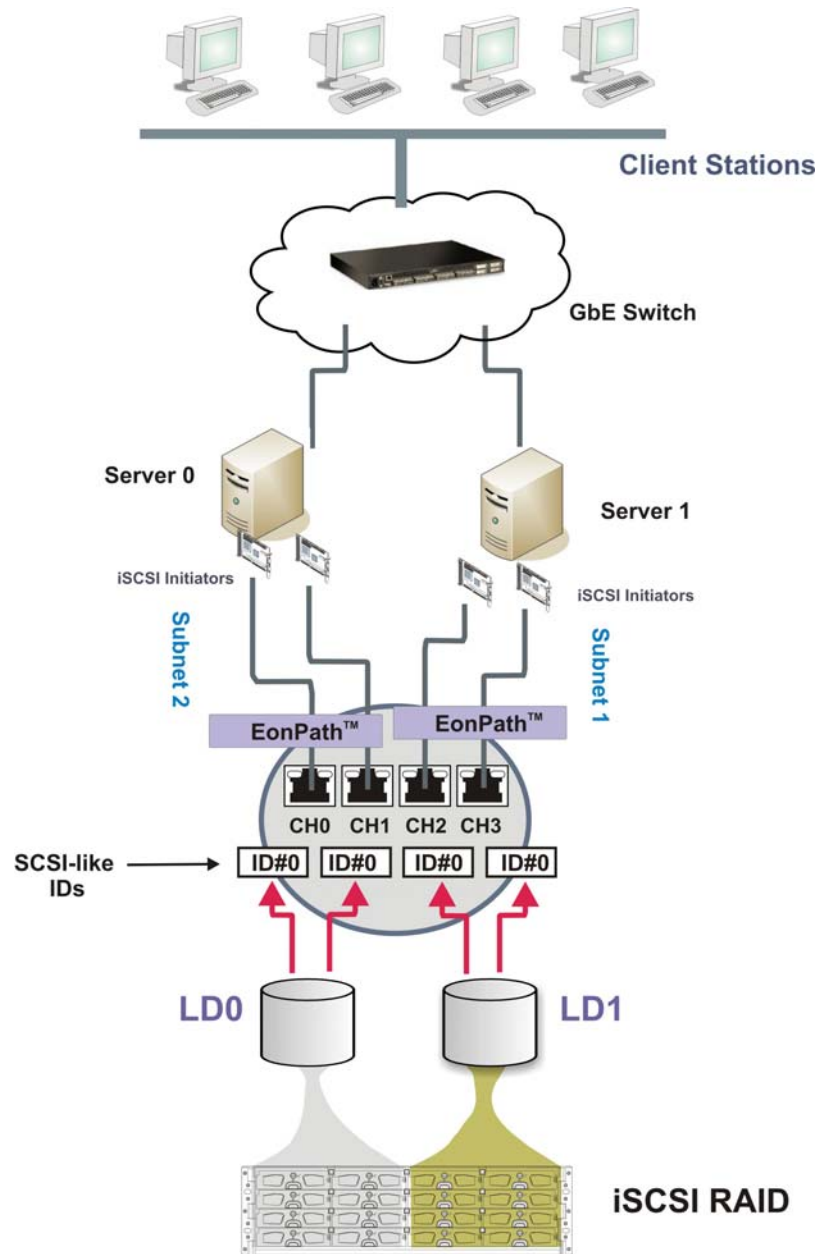 Client Stations
GbE Switch
Server 0
Server 1
iSCSI Initiators
iSCSI Initiators
Subnet 2
Subnet 1
EonPath™
EonPath™
CH0
CH1
CH2
CH3
SCSI-like
IDs
ID#0
ID#0
ID#0
ID#0
LD0
LD1
iSCSI RAID